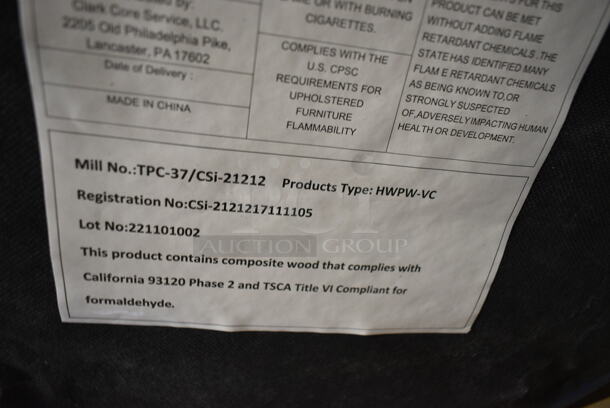 Clark Core Service, LLC.
2205 Old Philadelphia Pike,
Lancaster, PA 17602
Date of Delivery :
MADE IN CHINA
OR WITH BURNING
CIGARETTES.
COMPLIES WITH THE
U.S. CPSC
REQUIREMENTS FOR
UPHOLSTERED
FURNITURE
FLAMMABILITY
FOR THIS
PRODUCT CAN BE MET
WITHOUT ADDING FLAME
RETARDANT CHEMICALS .THE
STATE HAS IDENTIFIED MANY
FLAM E RETARDANT CHEMICALS
AS BEING KNOWN TO,OR
STRONGLY SUSPECTED
OF,ADVERSELY IMPACTING HUMAN
HEALTH OR DEVELOPMENT.
Mill No.:TPC-37/CSi-21212 Products Type: HWPW-VC
Registration No:CSi-2121217111105
Lot No:221101002
AUCTION GROUP
This product contains composite wood that complies with
California 93120 Phase 2 and TSCA Title VI Compliant for
formaldehyde.